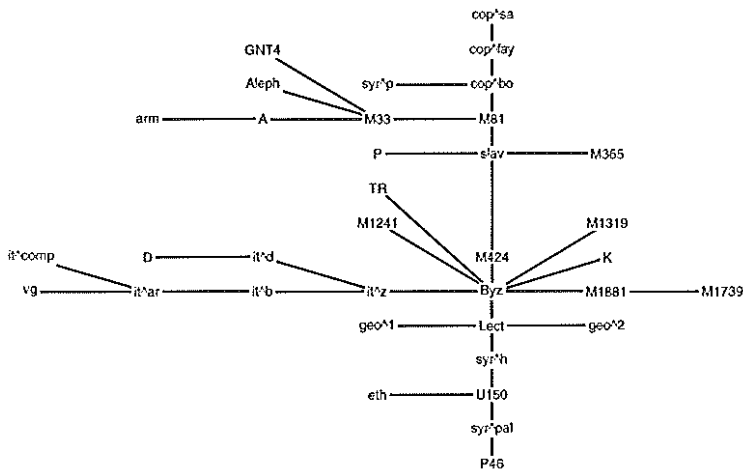 cop^sa
GNT4
cop^fay
Aleph
syr^p
cop^bo
arm
A
M33
M81
P
slav
M365
TR
M1241
M1319
it^comp
D
it^d
M424
K
vg
it^ar
it^b
it^z
Byz
M1881
M1739
geo^1
Lect
geo^2
syr^h
eth
U150
syr^pal
P46